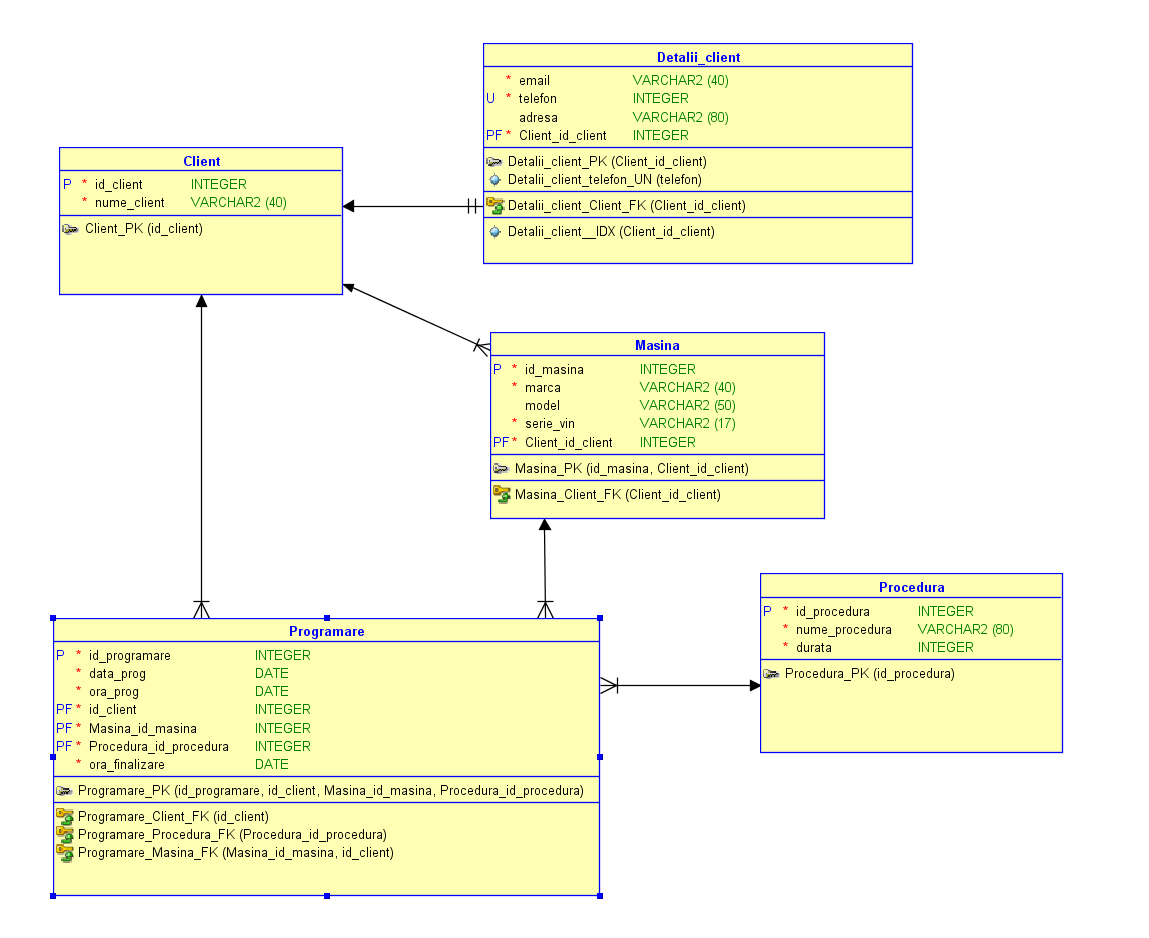 Detalii_client
* email VARCHAR2 (40)
U * telefon INTEGER
adresa VARCHAR2 (80)
PF * Client_id_client INTEGER
Detalii_client_PK (Client_id_client)
Detalii_client_telefon_UN (telefon)
Detalii_client_Client_FK (Client_id_client)
Detalii_client__IDX (Client_id_client)
Client
P * id_client INTEGER
* nume_client VARCHAR2 (40)
Client_PK (id_client)
Masina
P * id_masina INTEGER
* marca VARCHAR2 (40)
model VARCHAR2 (50)
* serie_vin VARCHAR2 (17)
PF * Client_id_client INTEGER
Masina_PK (id_masina, Client_id_client)
Masina_Client_FK (Client_id_client)
Procedura
P * id_procedura INTEGER
* nume_procedura VARCHAR2 (80)
* durata INTEGER
Procedura_PK (id_procedura)
Programare
P * id_programare INTEGER
* data_prog DATE
* ora_prog DATE
PF * id_client INTEGER
PF * Masina_id_masina INTEGER
PF * Procedura_id_procedura INTEGER
* ora_finalizare DATE
Programare_PK (id_programare, id_client, Masina_id_masina, Procedura_id_procedura)
Programare_Client_FK (id_client)
Programare_Procedura_FK (Procedura_id_procedura)
Programare_Masina_FK (Masina_id_masina, id_client)